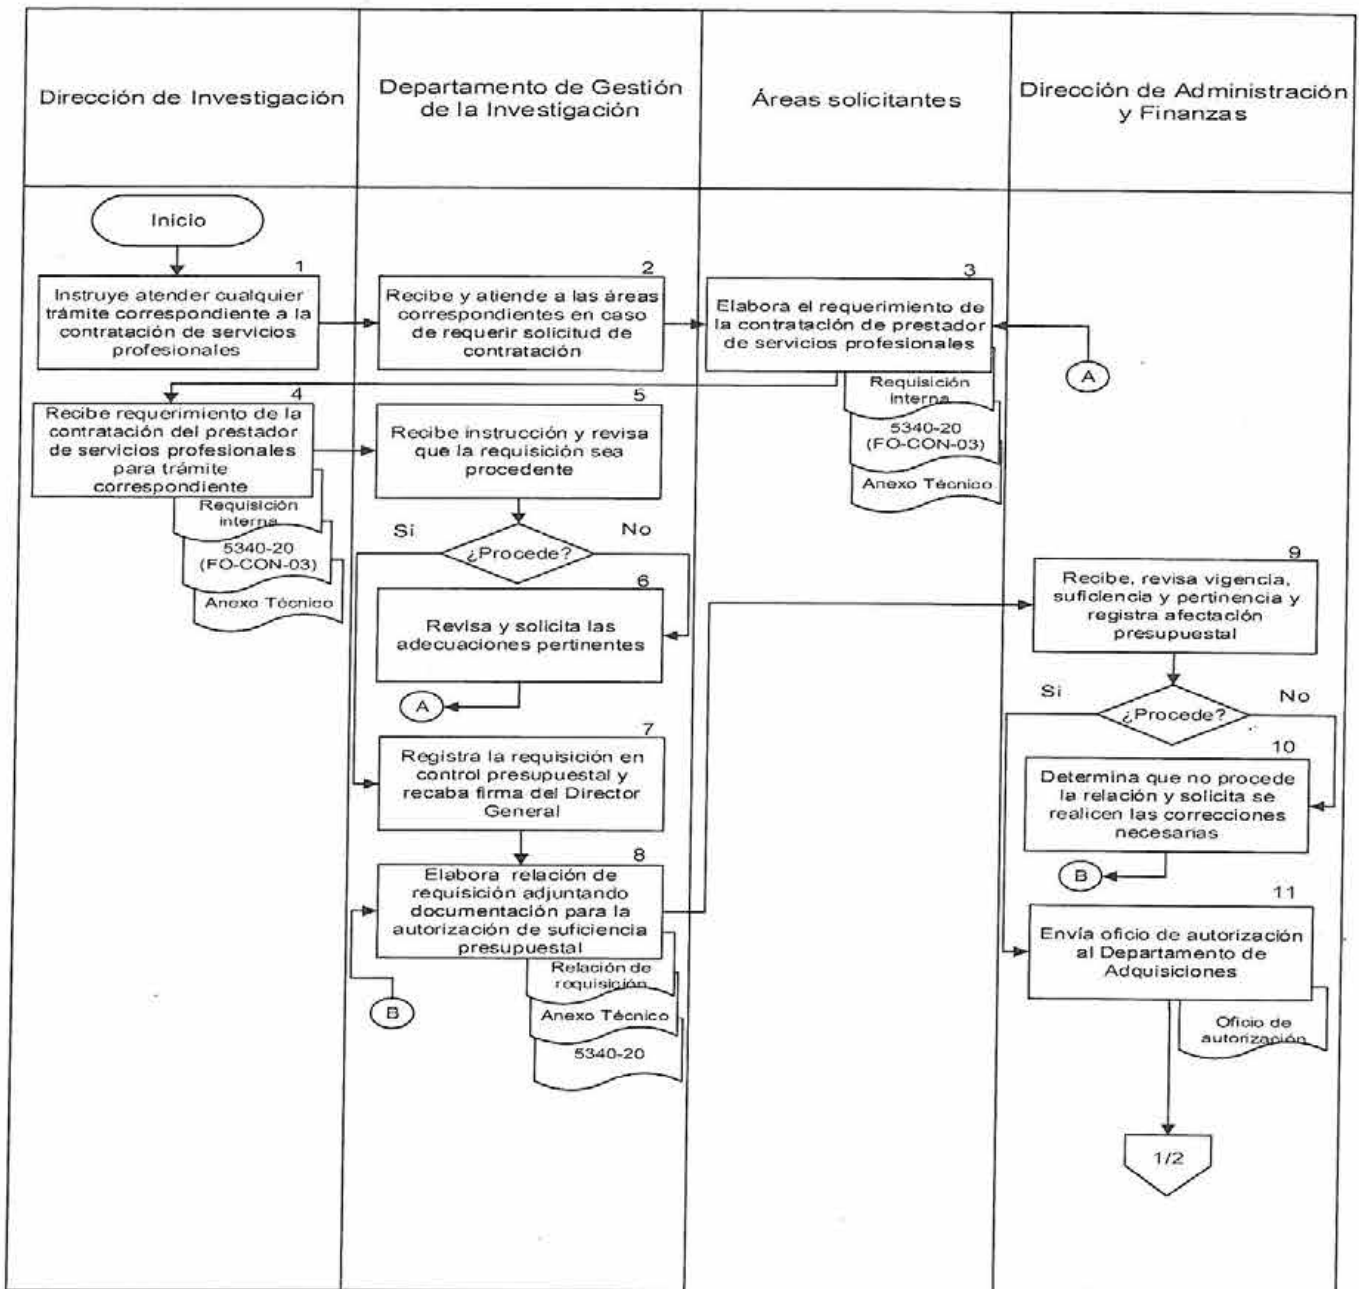 Dirección de Investigación
Departamento de Gestión
de la Investigación
Áreas solicitantes
Dirección de Administración
y Finanzas
Inicio
1
Instruye atender cualquier
trámite correspondiente a la
contratación de servicios
profesionales
2
Recibe y atiende a las áreas
correspondientes en caso
de requerir solicitud de
contratación
3
Elabora el requerimiento de
la contratación de prestador
de servicios profesionales
A
Requisición
interna
5340-20
(FO-CON-03)
Anexo Técnico
4
Recibe requerimiento de la
contratación del prestador
de servicios profesionales
para trámite
correspondiente
Requisición
interna
5340-20
(FO-CON-03)
Anexo Técnico
5
Recibe instrucción y revisa
que la requisición sea
procedente
Si
¿Procede?
No
6
Revisa y solicita las
adecuaciones pertinentes
A
7
Registra la requisición en
control presupuestal y
recaba firma del Director
General
8
Elabora relación de
requisición adjuntando
documentación para la
autorización de suficiencia
presupuestal
Relación de
requisición
Anexo Técnico
5340-20
B
9
Recibe, revisa vigencia,
suficiencia y pertinencia y
registra afectación
presupuestal
Si
¿Procede?
No
10
Determina que no procede
la relación y solicita se
realicen las correcciones
necesarias
B
11
Envía oficio de autorización
al Departamento de
Adquisiciones
Oficio de
autorización
1/2